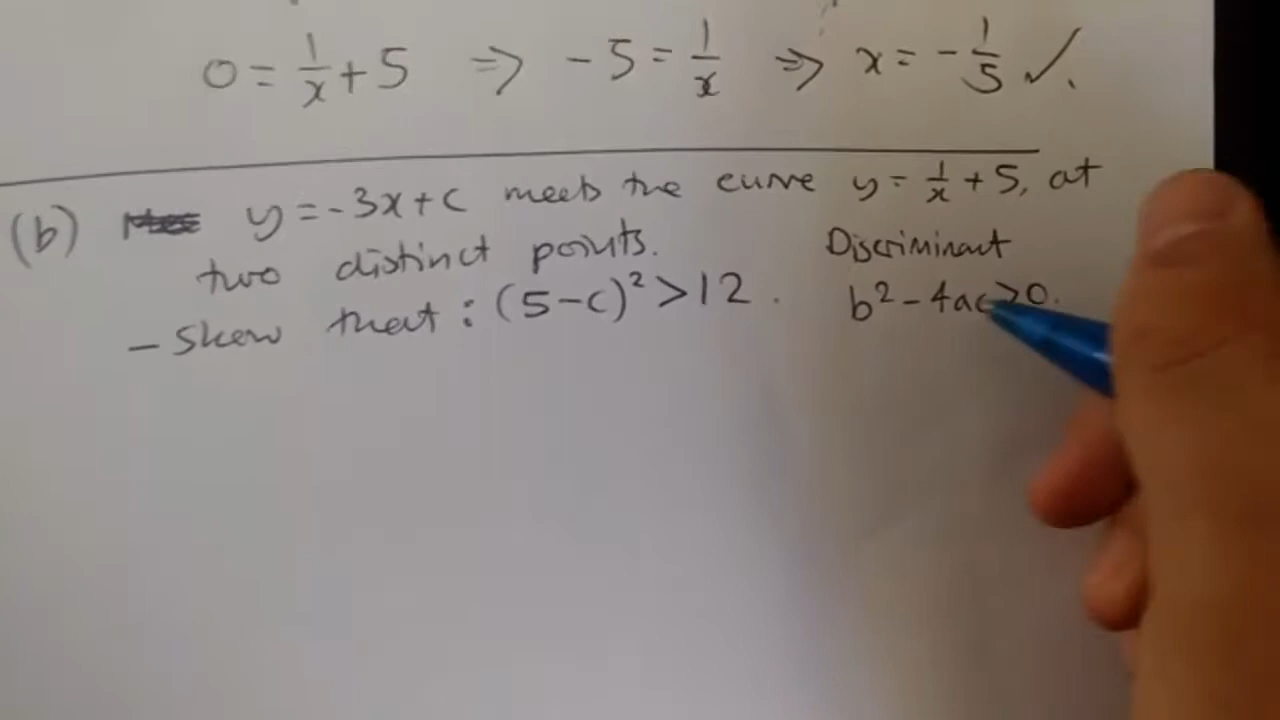 0 = 1/x + 5 ⇒ -5 = 1/x ⇒ x = -1/5 ✓.
(b) y = -3x + c meets the curve y = 1/x + 5, at
two distinct points.
- Show that : (5 - c)² > 12 .
Discriminant
b² - 4ac > 0.